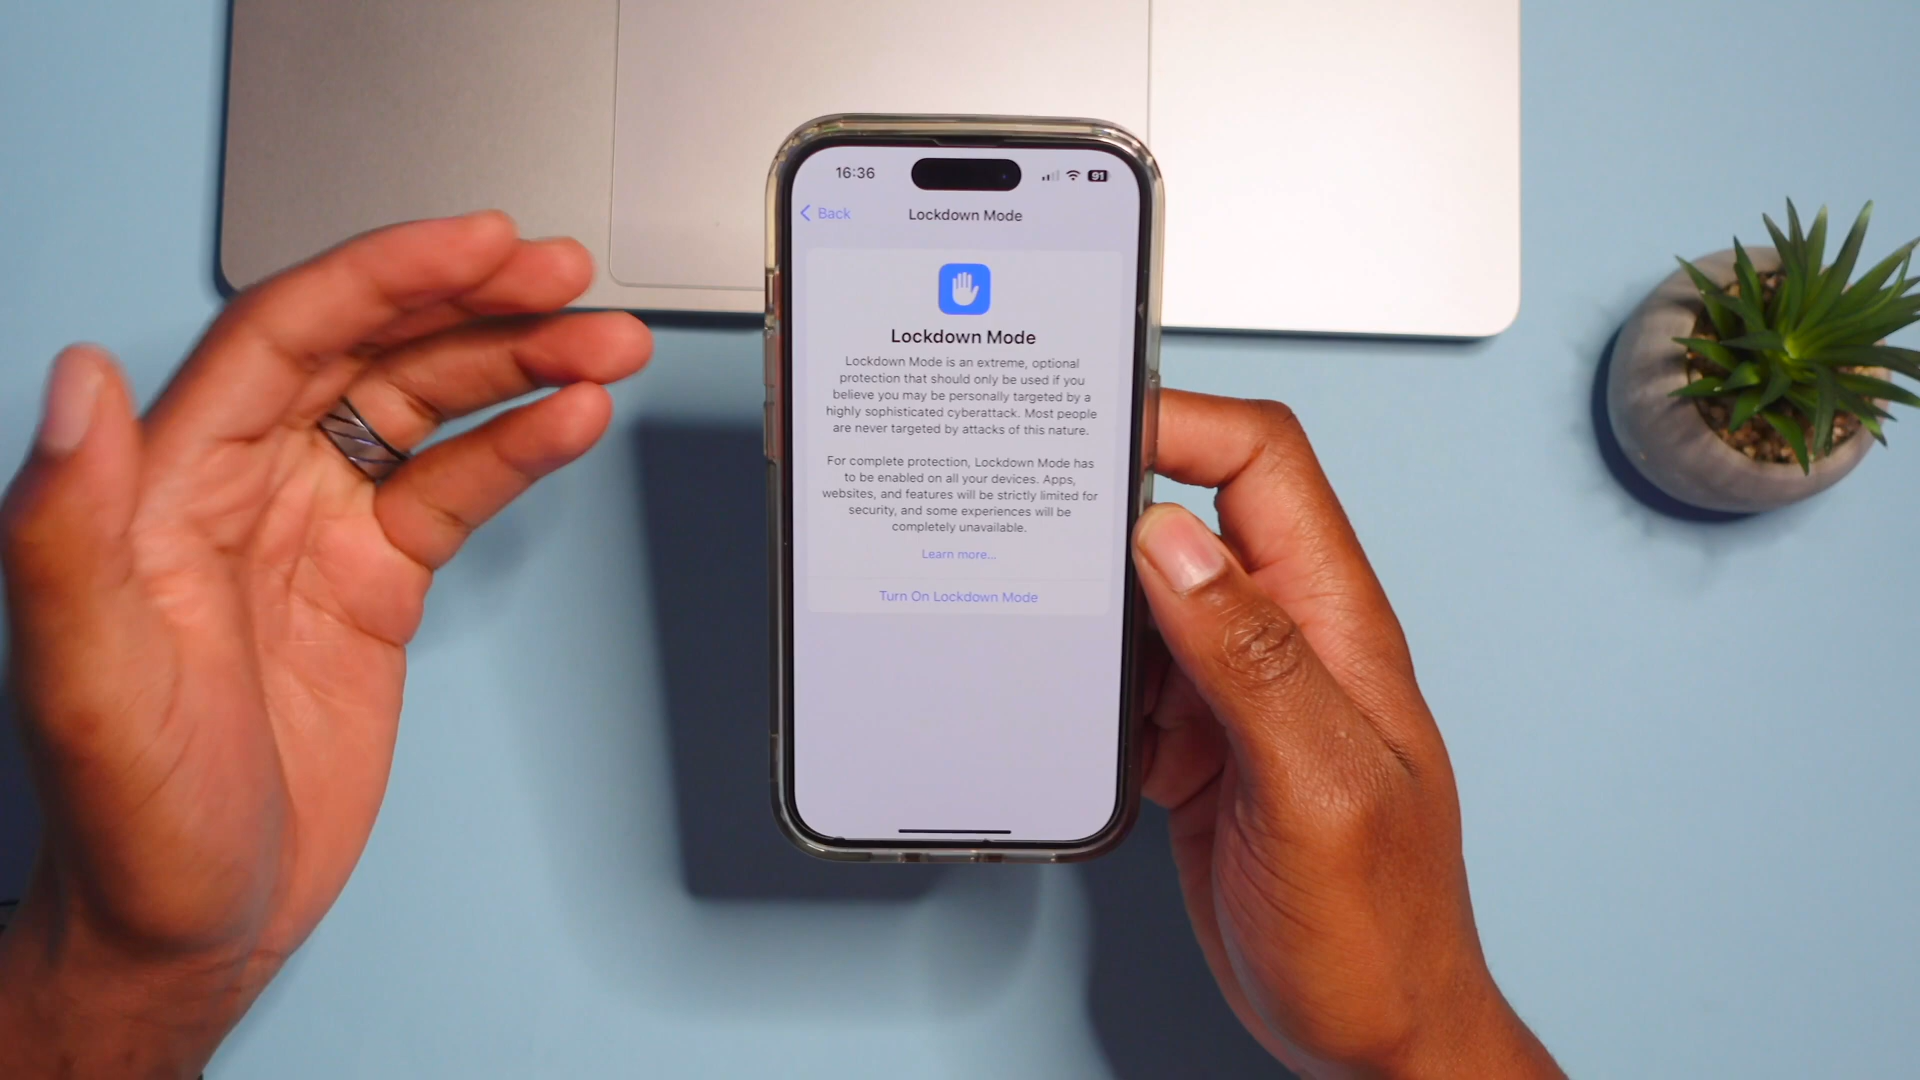 16:36
91
Back
Lockdown Mode
Lockdown Mode
Lockdown Mode is an extreme, optional
protection that should only be used if you
believe you may be personally targeted by a
highly sophisticated cyberattack. Most people
are never targeted by attacks of this nature.
For complete protection, Lockdown Mode has
to be enabled on all your devices. Apps,
websites, and features will be strictly limited for
security, and some experiences will be
completely unavailable.
Learn more...
Turn On Lockdown Mode